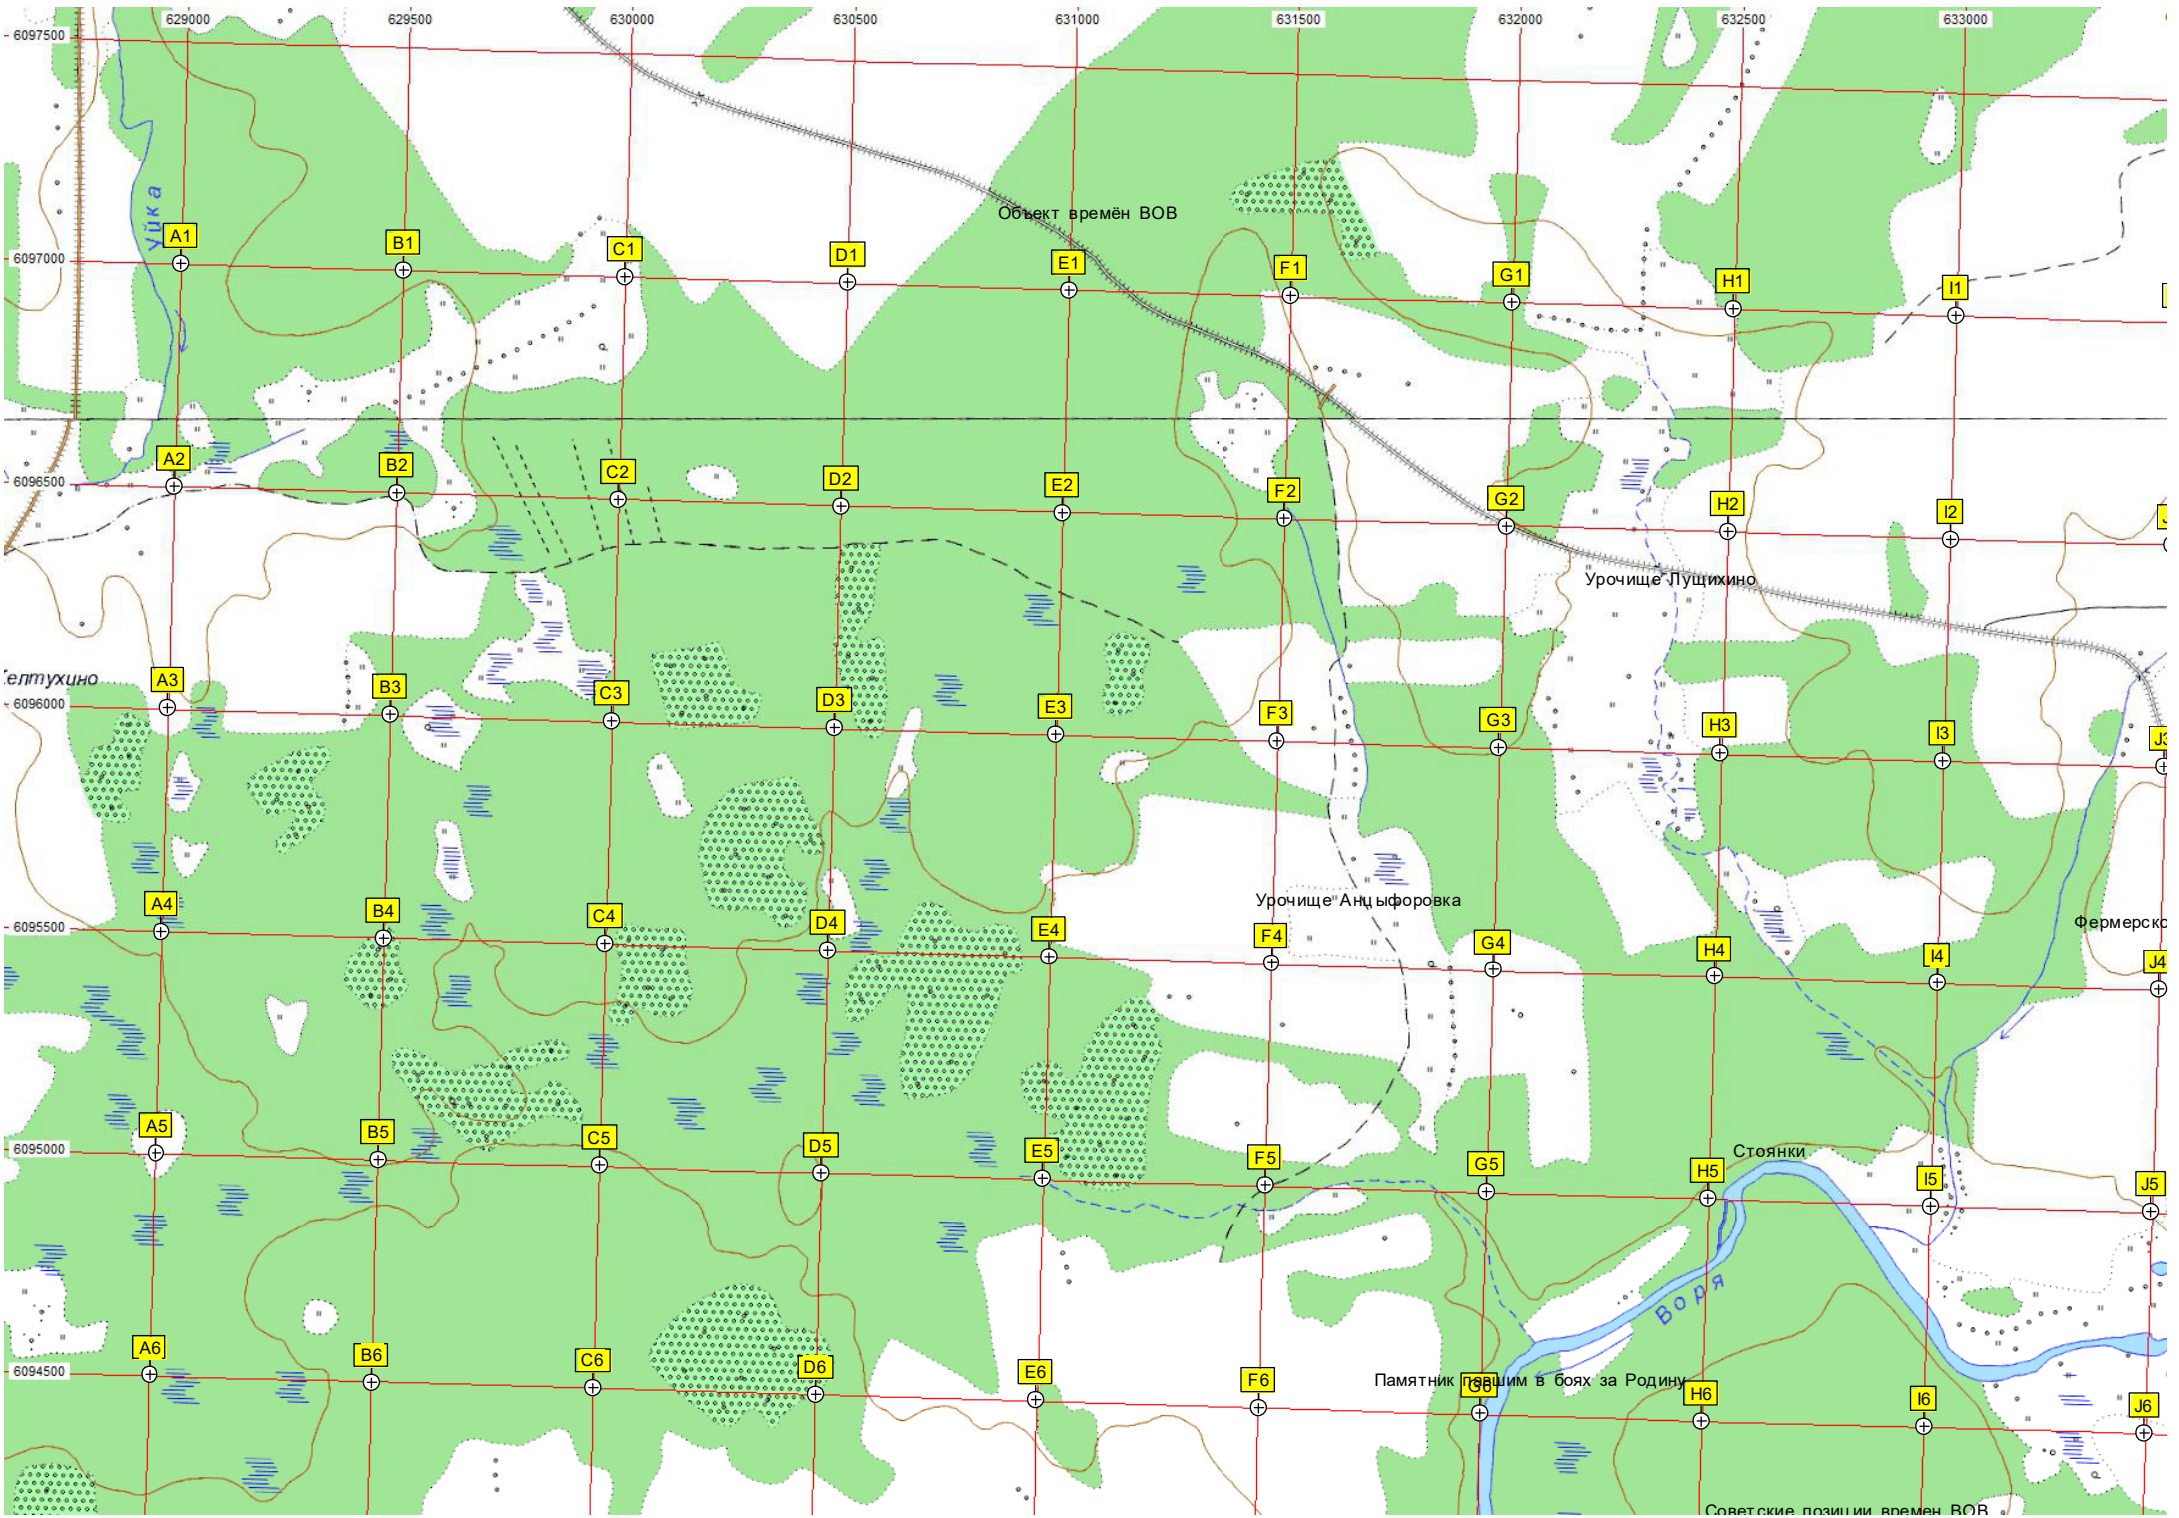 629000 629500 630000 630500 631000 631500 632000 632500 633000
6097500
Уйка
Объект времён ВОВ
A1 B1 C1 D1 E1 F1 G1 H1 I1
6097000
A2 B2 C2 D2 E2 F2 G2 H2 I2
6096500
Урочище Лущихино
елтухино
A3 B3 C3 D3 E3 F3 G3 H3 I3 J3
6096000
Урочище Анцыфоровка
Фермерско
A4 B4 C4 D4 E4 F4 G4 H4 I4 J4
6095500
Стоянки
A5 B5 C5 D5 E5 F5 G5 H5 I5 J5
6095000
Воря
Памятник павшим в боях за Родину
A6 B6 C6 D6 E6 F6 G6 H6 I6 J6
6094500
Советские позиции времен ВОВ